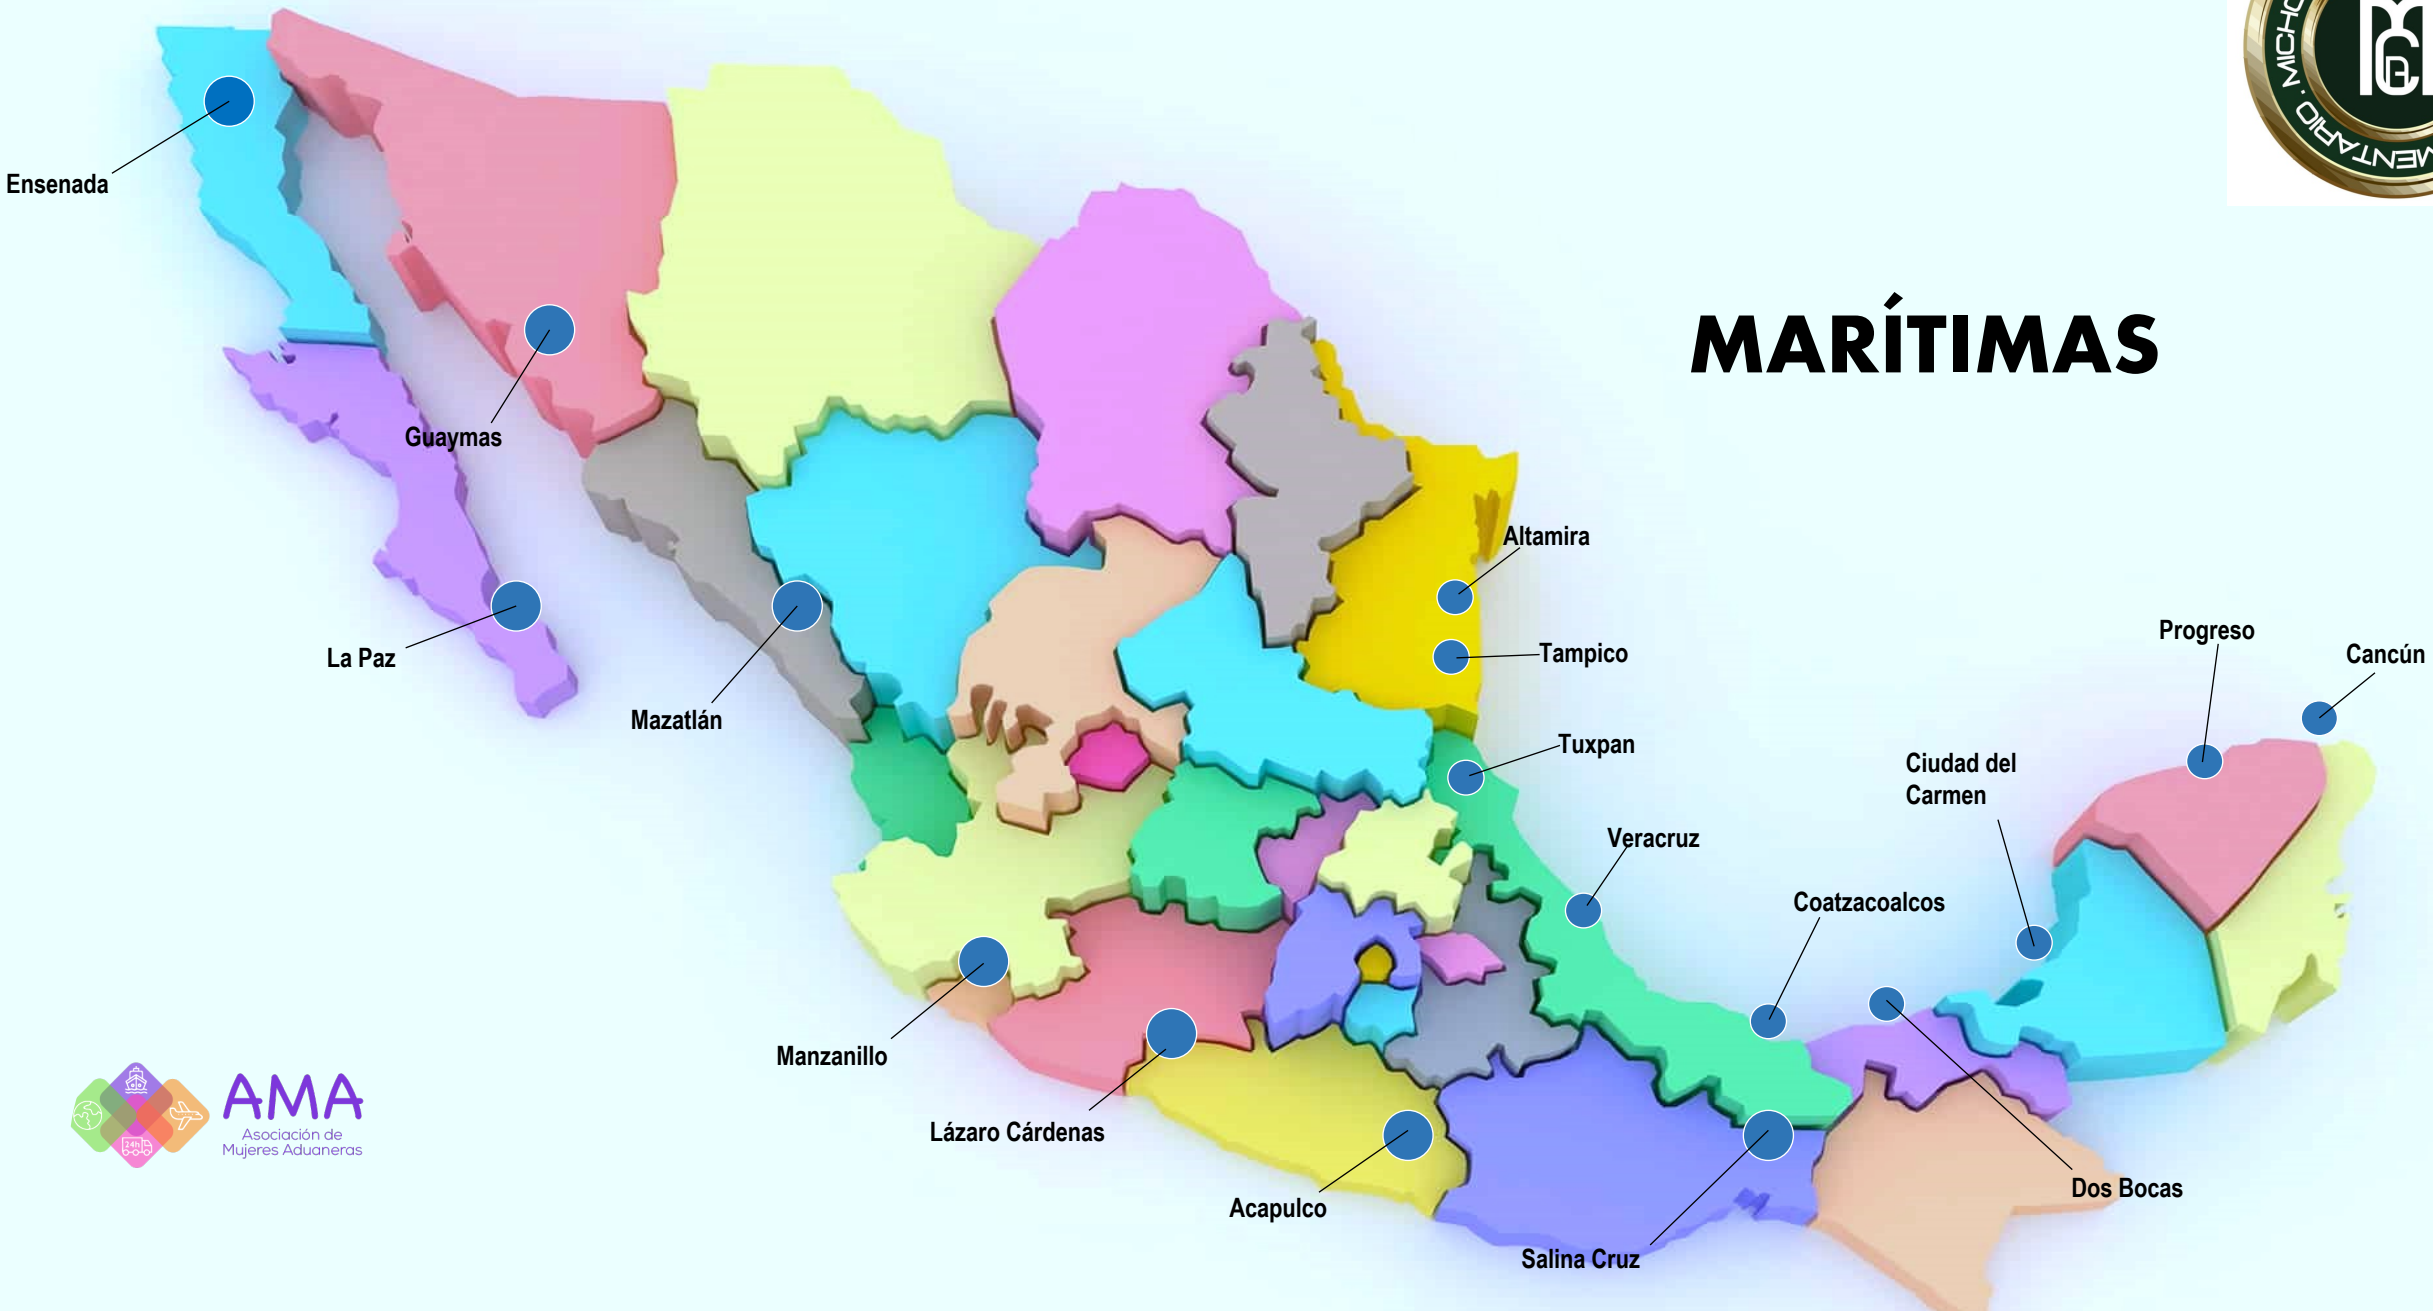 MARÍTIMAS
Ensenada
Guaymas
La Paz
Mazatlán
Altamira
Tampico
Tuxpan
Veracruz
Coatzacoalcos
Ciudad del
Carmen
Progreso
Cancún
Manzanillo
Lázaro Cárdenas
Acapulco
Salina Cruz
Dos Bocas
AMA
Asociación de
Mujeres Aduaneras
24h